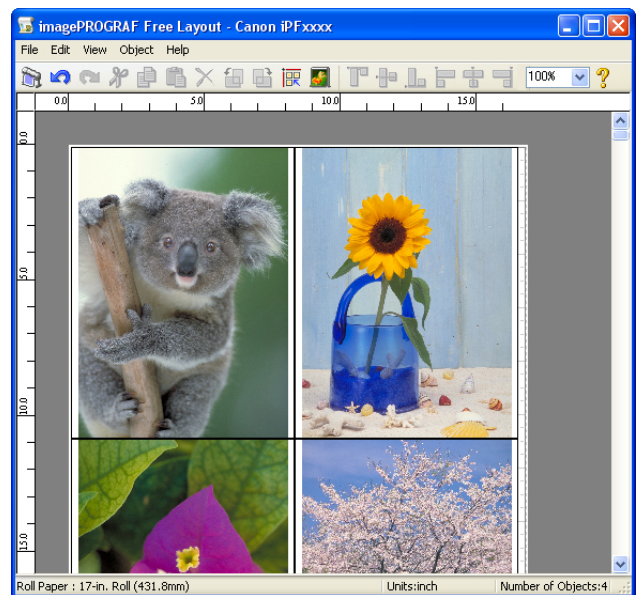 imagePROGRAF Free Layout - Canon iPFxxxx
File Edit View Object Help
100%
0.0 5.0 10.0 15.0
0.0
5.0
10.0
15.0
Roll Paper : 17-in. Roll (431.8mm) Units:inch Number of Objects:4